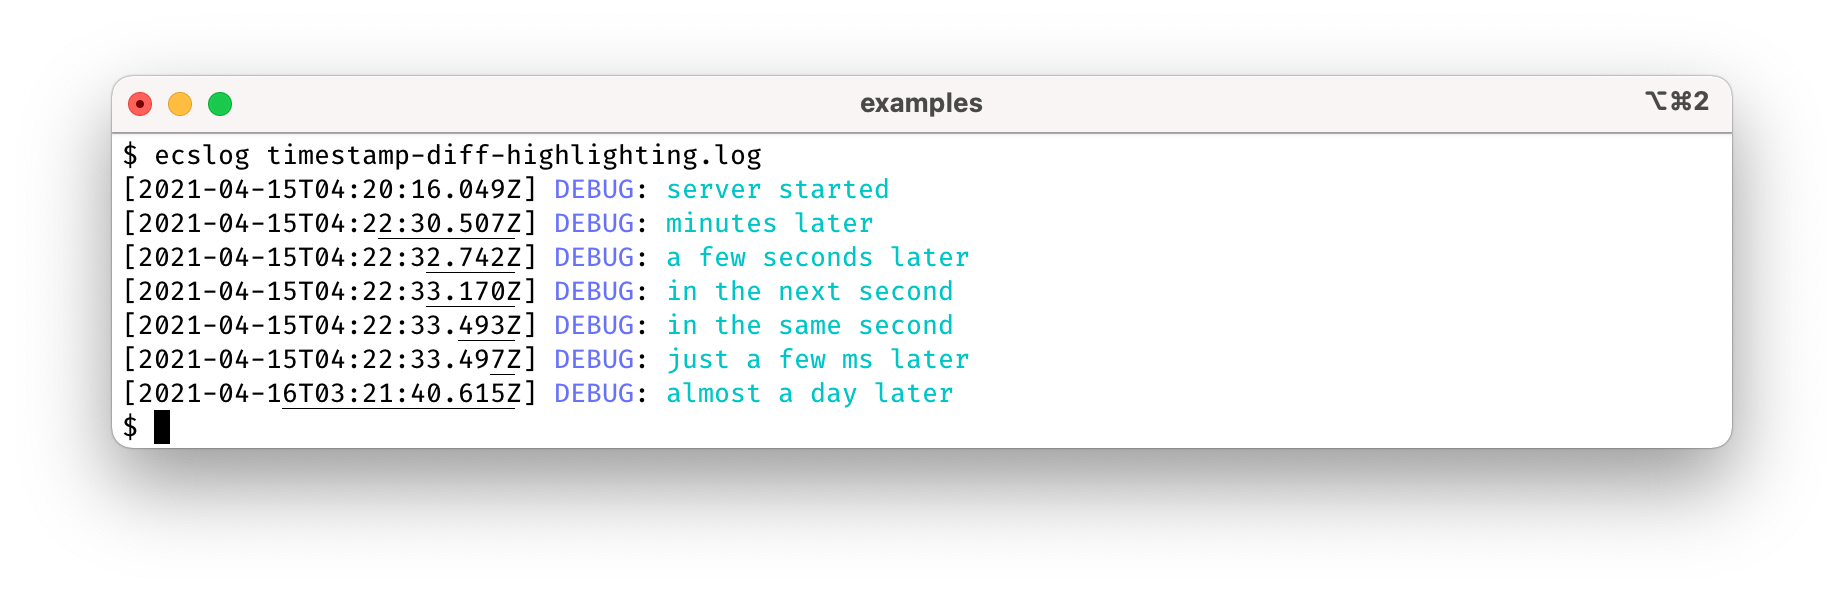 examples
⌥⌘2
$ ecslog timestamp-diff-highlighting.log
[2021-04-15T04:20:16.049Z] DEBUG: server started
[2021-04-15T04:22:30.507Z] DEBUG: minutes later
[2021-04-15T04:22:32.742Z] DEBUG: a few seconds later
[2021-04-15T04:22:33.170Z] DEBUG: in the next second
[2021-04-15T04:22:33.493Z] DEBUG: in the same second
[2021-04-15T04:22:33.497Z] DEBUG: just a few ms later
[2021-04-16T03:21:40.615Z] DEBUG: almost a day later
$